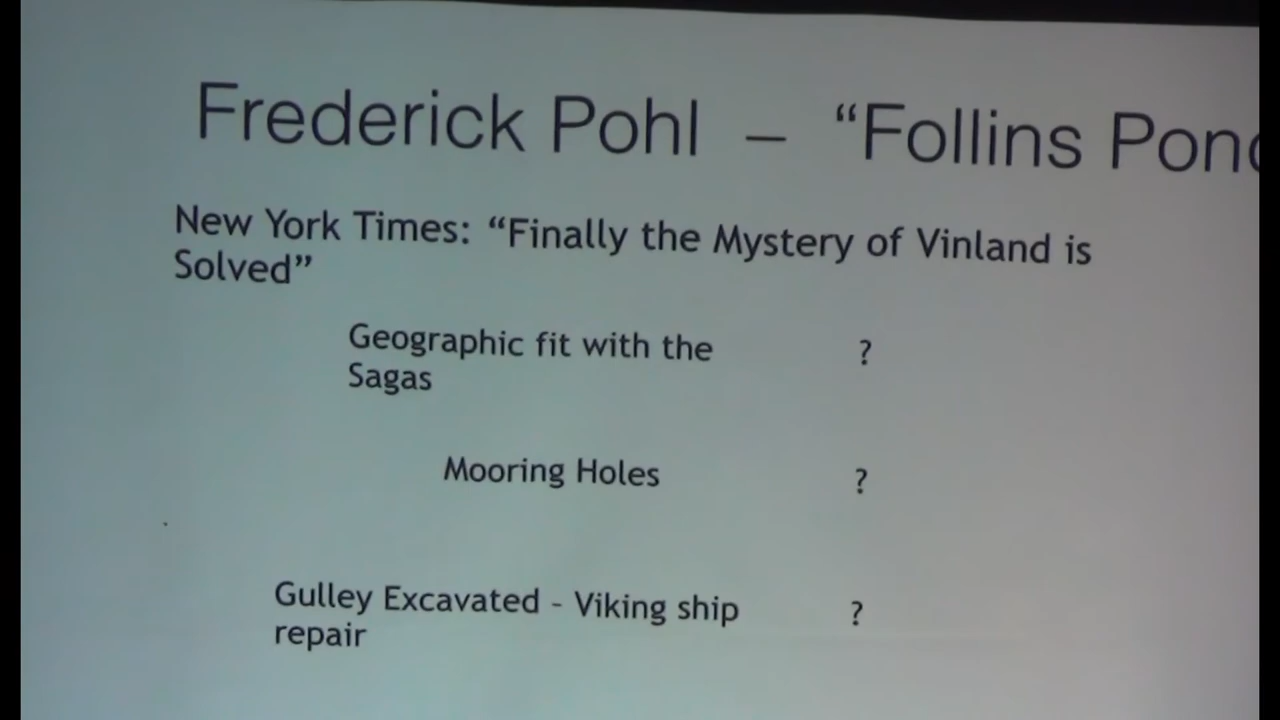 Frederick Pohl – “Follins Pond
New York Times: “Finally the Mystery of Vinland is
Solved”
Geographic fit with the ?
Sagas
Mooring Holes ?
Gulley Excavated - Viking ship ?
repair